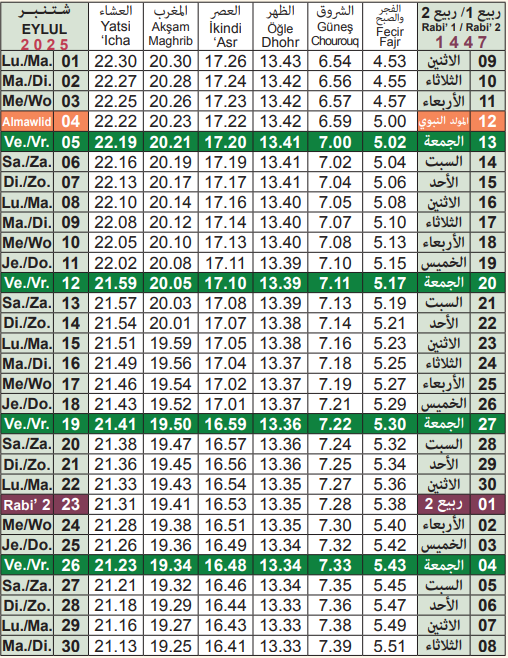 شتنبر العشاء المغرب العصر الظهر الشروق الفجر والصبح ربيع 1/ ربيع 2
EYLUL Yatsi Akşam İkindi Öğle Güneş Feçir Rabi' 1 / Rabi' 2
2025 ‘Icha Maghrib ‘Asr Dhohr Chourouq Fajr 1447
Lu./Ma. 01 22.30 20.30 17.26 13.43 6.54 4.53 الاثنين 09
Ma./Di. 02 22.27 20.28 17.24 13.42 6.56 4.55 الثلاثاء 10
Me/Wo 03 22.25 20.26 17.23 13.42 6.57 4.57 الأربعاء 11
Almawlid 04 22.22 20.23 17.22 13.42 6.59 5.00 المولد النبوي 12
Ve./Vr. 05 22.19 20.21 17.20 13.41 7.00 5.02 الجمعة 13
Sa./Za. 06 22.16 20.19 17.19 13.41 7.02 5.04 السبت 14
Di./Zo. 07 22.13 20.17 17.17 13.41 7.04 5.06 الأحد 15
Lu./Ma. 08 22.10 20.14 17.16 13.40 7.05 5.08 الاثنين 16
Ma./Di. 09 22.08 20.12 17.14 13.40 7.07 5.10 الثلاثاء 17
Me/Wo 10 22.05 20.10 17.13 13.40 7.08 5.13 الأربعاء 18
Je./Do. 11 22.02 20.08 17.11 13.39 7.10 5.15 الخميس 19
Ve./Vr. 12 21.59 20.05 17.10 13.39 7.11 5.17 الجمعة 20
Sa./Za. 13 21.57 20.03 17.08 13.39 7.13 5.19 السبت 21
Di./Zo. 14 21.54 20.01 17.07 13.38 7.14 5.21 الأحد 22
Lu./Ma. 15 21.51 19.59 17.05 13.38 7.16 5.23 الاثنين 23
Ma./Di. 16 21.49 19.56 17.04 13.37 7.18 5.25 الثلاثاء 24
Me/Wo 17 21.46 19.54 17.02 13.37 7.19 5.27 الأربعاء 25
Je./Do. 18 21.43 19.52 17.01 13.37 7.21 5.29 الخميس 26
Ve./Vr. 19 21.41 19.50 16.59 13.36 7.22 5.30 الجمعة 27
Sa./Za. 20 21.38 19.47 16.57 13.36 7.24 5.32 السبت 28
Di./Zo. 21 21.36 19.45 16.56 13.36 7.25 5.34 الأحد 29
Lu./Ma. 22 21.33 19.43 16.54 13.35 7.27 5.36 الاثنين 30
Rabi' 2 23 21.31 19.41 16.53 13.35 7.28 5.38 ربيع 2 01
Me/Wo 24 21.28 19.38 16.51 13.35 7.30 5.40 الأربعاء 02
Je./Do. 25 21.26 19.36 16.49 13.34 7.32 5.42 الخميس 03
Ve./Vr. 26 21.23 19.34 16.48 13.34 7.33 5.43 الجمعة 04
Sa./Za. 27 21.21 19.32 16.46 13.34 7.35 5.45 السبت 05
Di./Zo. 28 21.18 19.29 16.44 13.33 7.36 5.47 الأحد 06
Lu./Ma. 29 21.16 19.27 16.43 13.33 7.38 5.49 الاثنين 07
Ma./Di. 30 21.13 19.25 16.41 13.33 7.39 5.51 الثلاثاء 08